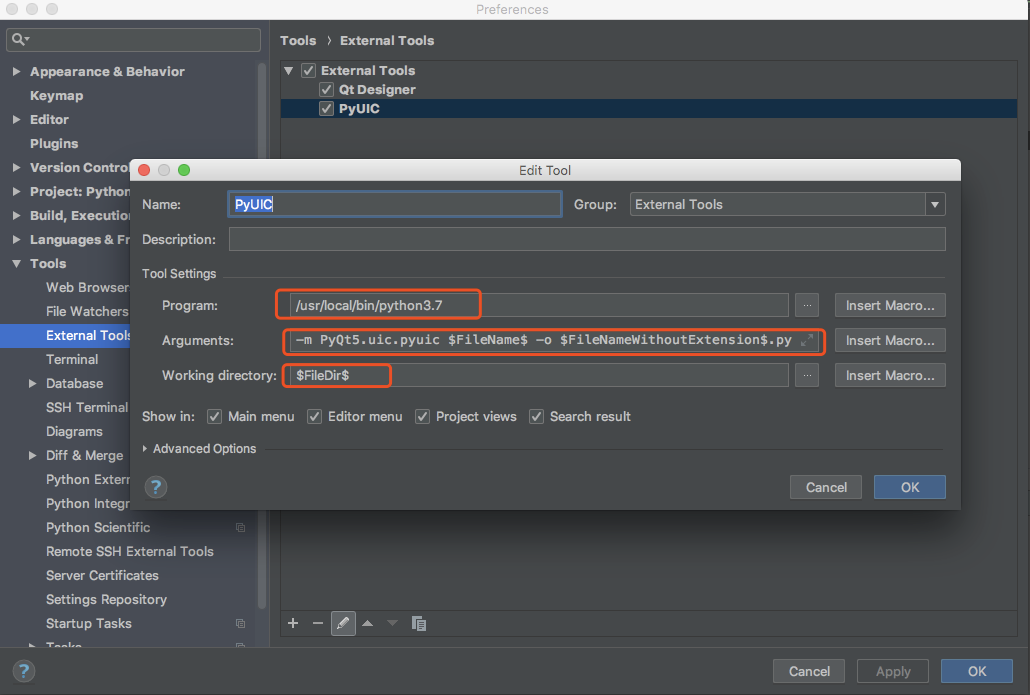 Preferences
Tools › External Tools
Appearance & Behavior
Keymap
Editor
Plugins
Version Contro
Project: Python
Build, Executio
Languages & Fr
Tools
Web Browser
File Watchers
External Tools
Terminal
Database
SSH Terminal
Diagrams
Diff & Merge
Python Extern
Python Integr
Python Scientific
Remote SSH External Tools
Server Certificates
Settings Repository
Startup Tasks
Tasks
External Tools
Qt Designer
PyUIC
Edit Tool
Name: PyUIC Group: External Tools
Description:
Tool Settings
Program: /usr/local/bin/python3.7 ... Insert Macro...
Arguments: -m PyQt5.uic.pyuic $FileName$ -o $FileNameWithoutExtension$.py Insert Macro...
Working directory: $FileDir$ ... Insert Macro...
Show in: Main menu Editor menu Project views Search result
Advanced Options
? Cancel OK
? Cancel Apply OK